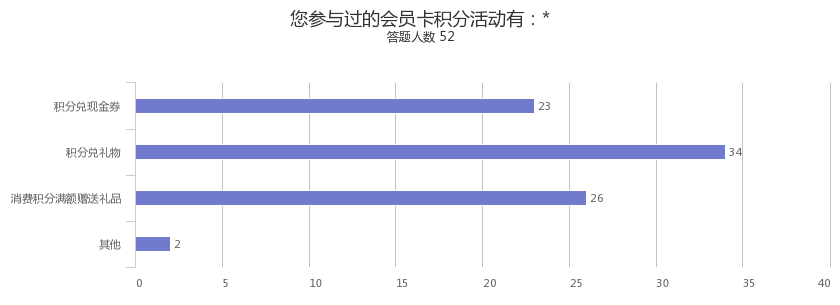 您参与过的会员卡积分活动有：*
答题人数 52
积分兑现金券
23
积分兑礼物
34
消费积分满额赠送礼品
26
其他
2
0 5 10 15 20 25 30 35 40